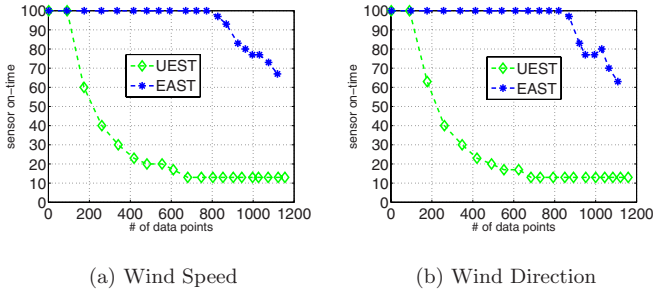 100
90
80
70
60
50
40
30
20
10
0
sensor on-time
UEST
EAST
0 200 400 600 800 1000 1200
# of data points
(a) Wind Speed
100
90
80
70
60
50
40
30
20
10
0
sensor on-time
UEST
EAST
0 200 400 600 800 1000 1200
# of data points
(b) Wind Direction